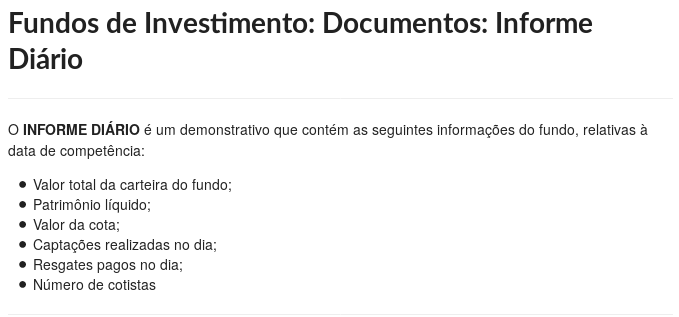 Fundos de Investimento: Documentos: Informe
Diário
O INFORME DIÁRIO é um demonstrativo que contém as seguintes informações do fundo, relativas à
data de competência:
• Valor total da carteira do fundo;
• Patrimônio líquido;
• Valor da cota;
• Captações realizadas no dia;
• Resgates pagos no dia;
• Número de cotistas